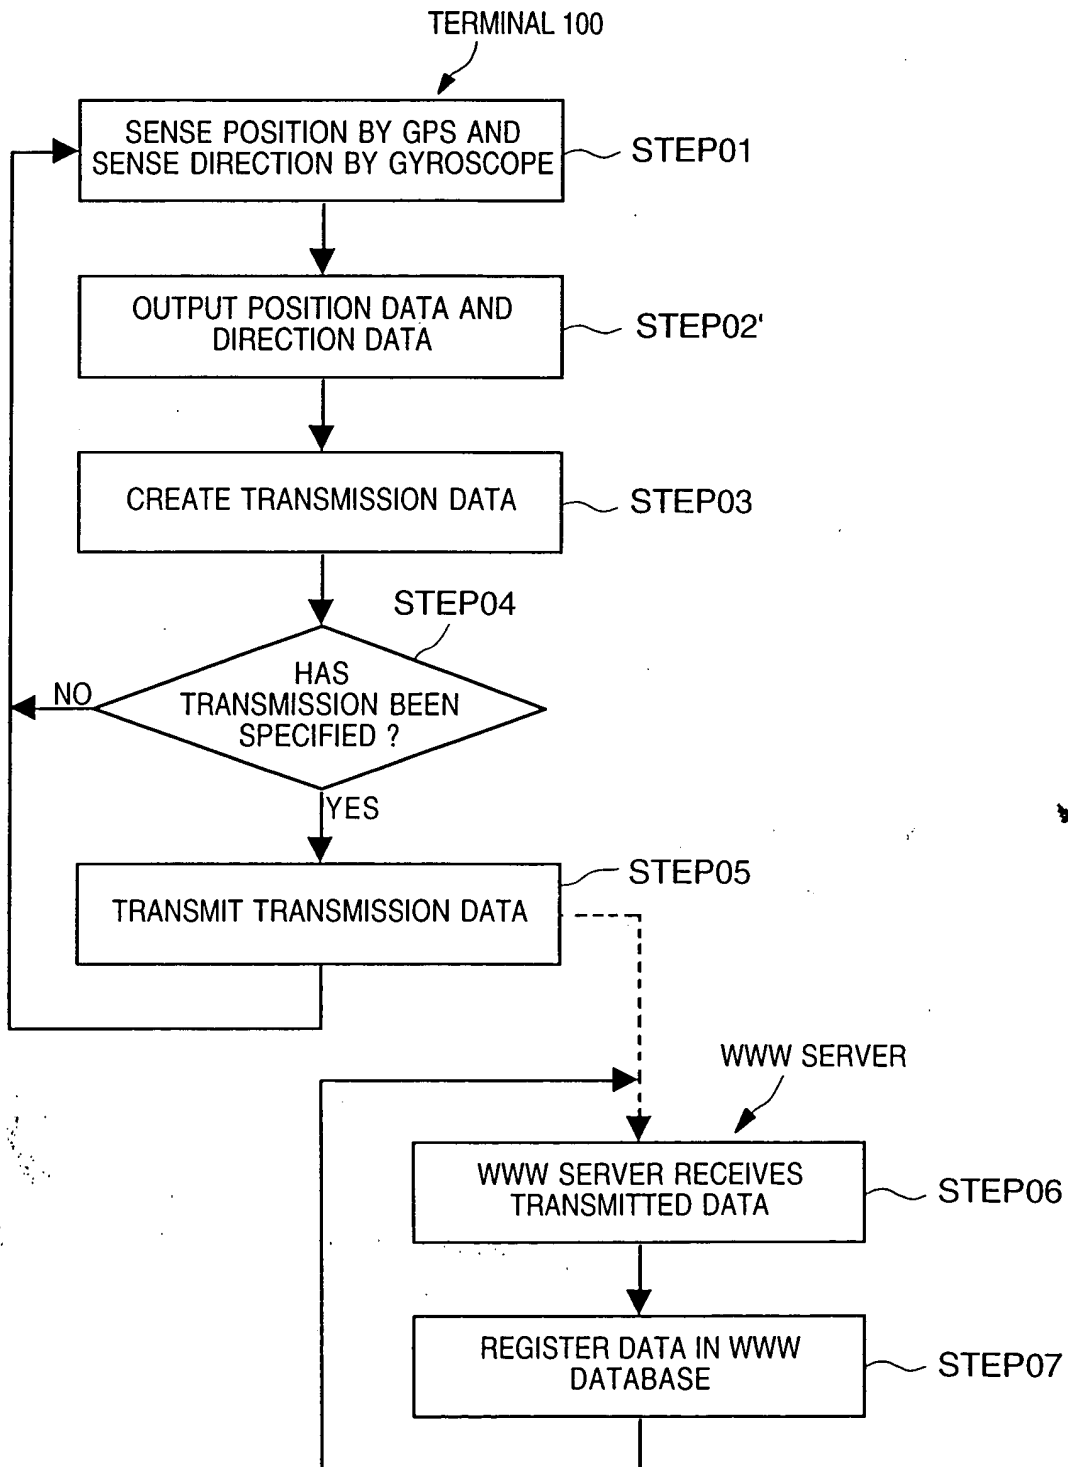 TERMINAL 100
SENSE POSITION BY GPS AND
SENSE DIRECTION BY GYROSCOPE
STEP01
OUTPUT POSITION DATA AND
DIRECTION DATA
STEP02'
CREATE TRANSMISSION DATA
STEP03
STEP04
HAS
TRANSMISSION BEEN
SPECIFIED ?
NO
YES
STEP05
TRANSMIT TRANSMISSION DATA
WWW SERVER
WWW SERVER RECEIVES
TRANSMITTED DATA
STEP06
REGISTER DATA IN WWW
DATABASE
STEP07